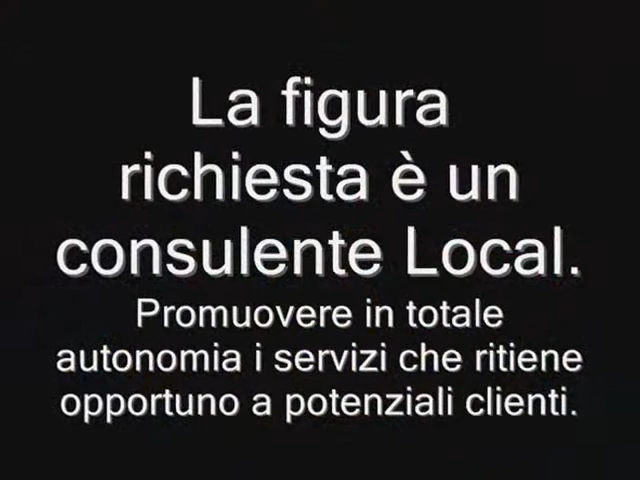 La figura
richiesta è un
consulente Local.
Promuovere in totale
autonomia i servizi che ritiene
opportuno a potenziali clienti.